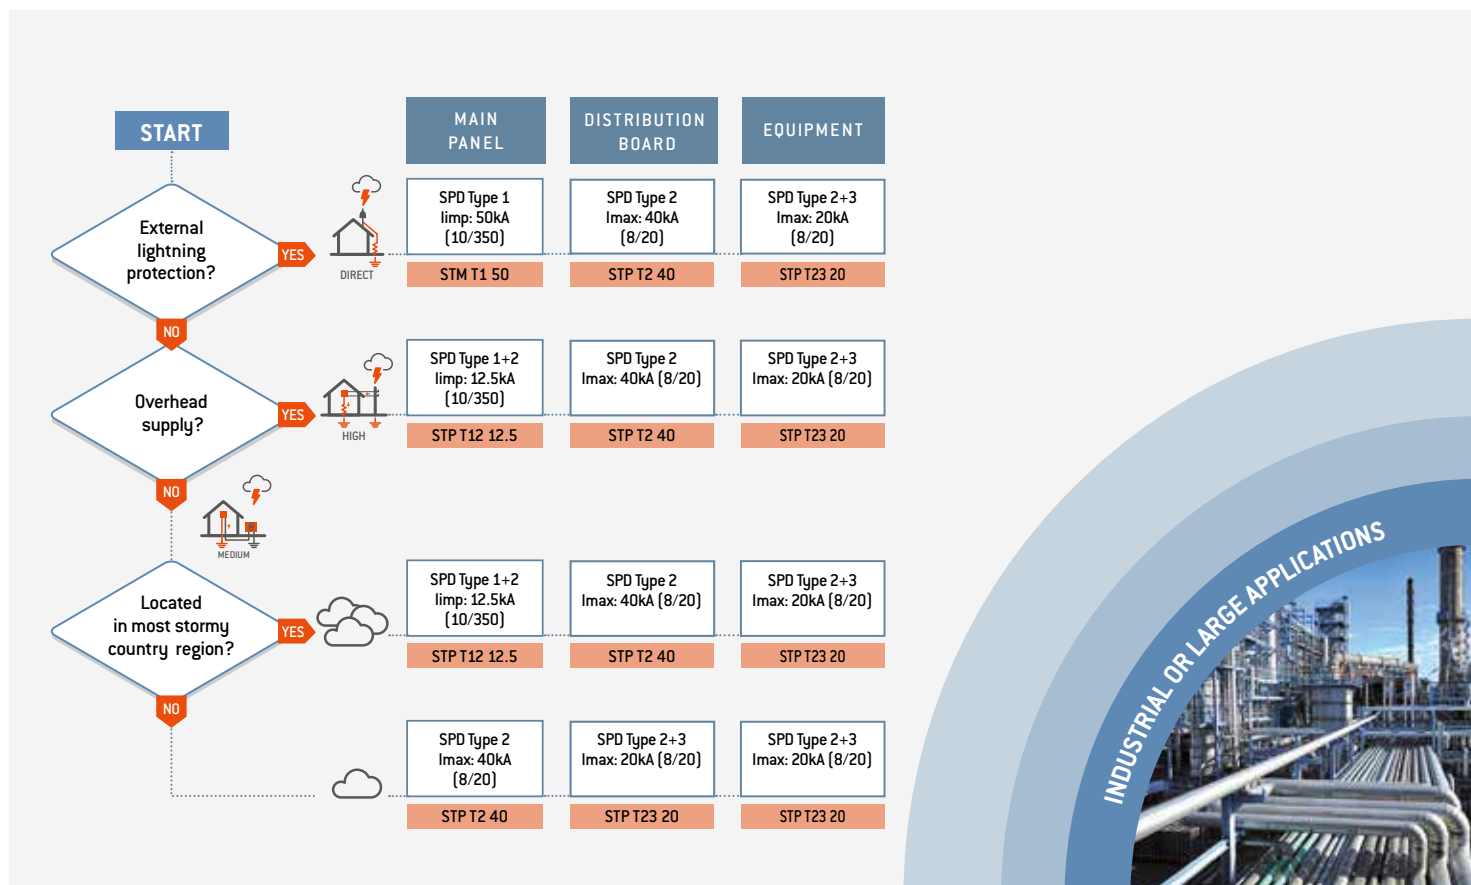 START
MAIN
PANEL
DISTRIBUTION
BOARD
EQUIPMENT
External
lightning
protection?
YES
DIRECT
SPD Type 1
Iimp: 50kA
(10/350)
STM T1 50
SPD Type 2
Imax: 40kA
(8/20)
STP T2 40
SPD Type 2+3
Imax: 20kA
(8/20)
STP T23 20
NO
Overhead
supply?
YES
HIGH
SPD Type 1+2
Iimp: 12.5kA
(10/350)
STP T12 12.5
SPD Type 2
Imax: 40kA (8/20)
STP T2 40
SPD Type 2+3
Imax: 20kA (8/20)
STP T23 20
NO
MEDIUM
Located
in most stormy
country region?
YES
SPD Type 1+2
Iimp: 12.5kA
(10/350)
STP T12 12.5
SPD Type 2
Imax: 40kA (8/20)
STP T2 40
SPD Type 2+3
Imax: 20kA (8/20)
STP T23 20
NO
SPD Type 2
Imax: 40kA
(8/20)
STP T2 40
SPD Type 2+3
Imax: 20kA (8/20)
STP T23 20
SPD Type 2+3
Imax: 20kA (8/20)
STP T23 20
INDUSTRIAL OR LARGE APPLICATIONS